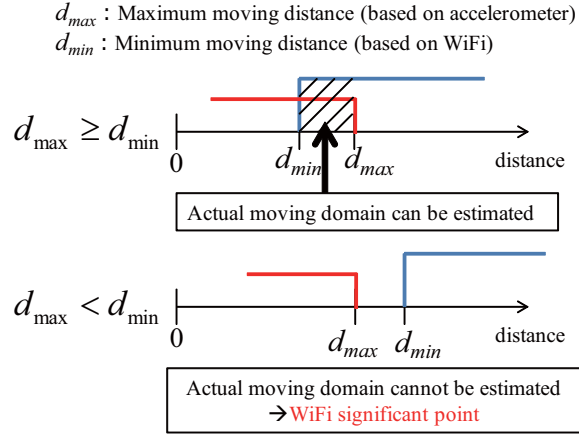 d_max : Maximum moving distance (based on accelerometer)
d_min : Minimum moving distance (based on WiFi)
d_max ≥ d_min
0
d_min
d_max
distance
Actual moving domain can be estimated
d_max < d_min
0
d_max
d_min
distance
Actual moving domain cannot be estimated
→WiFi significant point